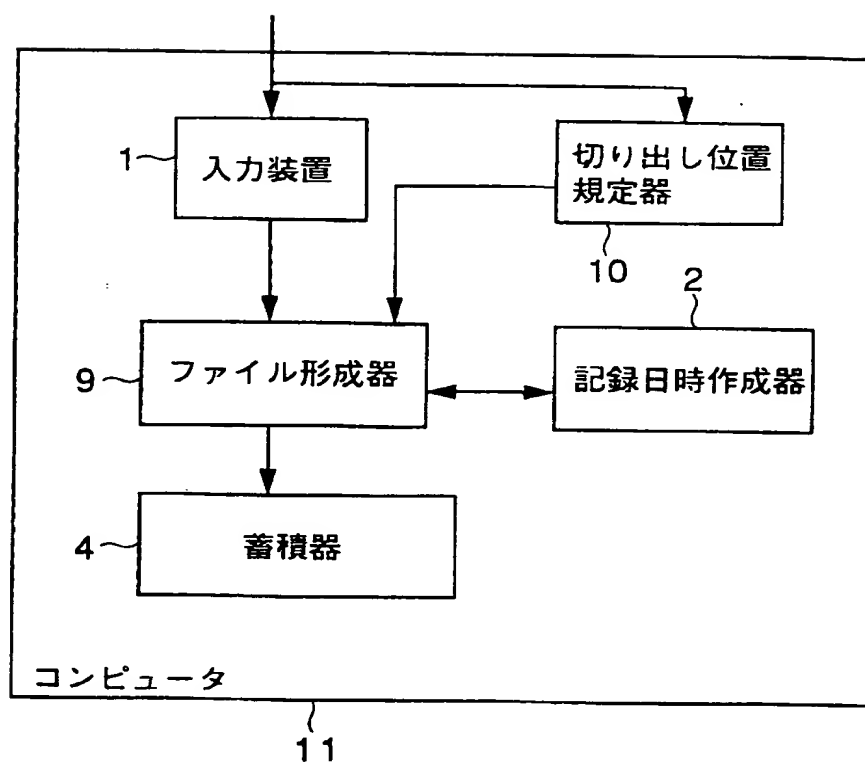 1
入力装置
切り出し位置
規定器
10
2
9
ファイル形成器
記録日時作成器
4
蓄積器
コンピュータ
11